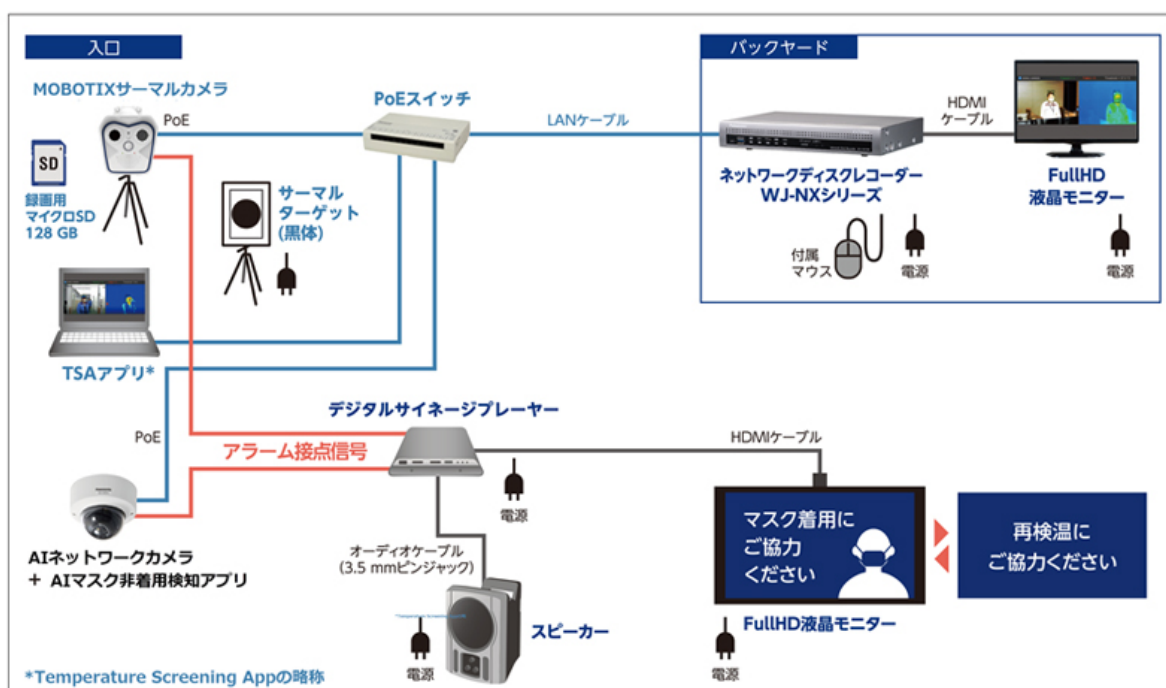 入口
バックヤード
MOBOTIXサーマルカメラ
PoE
PoEスイッチ
LANケーブル
HDMI
ケーブル
SD
録画用
マイクロSD
128 GB
サーマル
ターゲット
(黒体)
ネットワークディスクレコーダー
WJ-NXシリーズ
FullHD
液晶モニター
付属
マウス
電源
電源
TSAアプリ*
デジタルサイネージプレーヤー
PoE
アラーム接点信号
HDMIケーブル
電源
マスク着用に
ご協力
ください
再検温に
ご協力ください
AIネットワークカメラ
+ AIマスク非着用検知アプリ
オーディオケーブル
(3.5 mmピンジャック)
*Temperature Screening Appの略称
スピーカー
FullHD液晶モニター
電源
電源
*Temperature Screening Appの略称